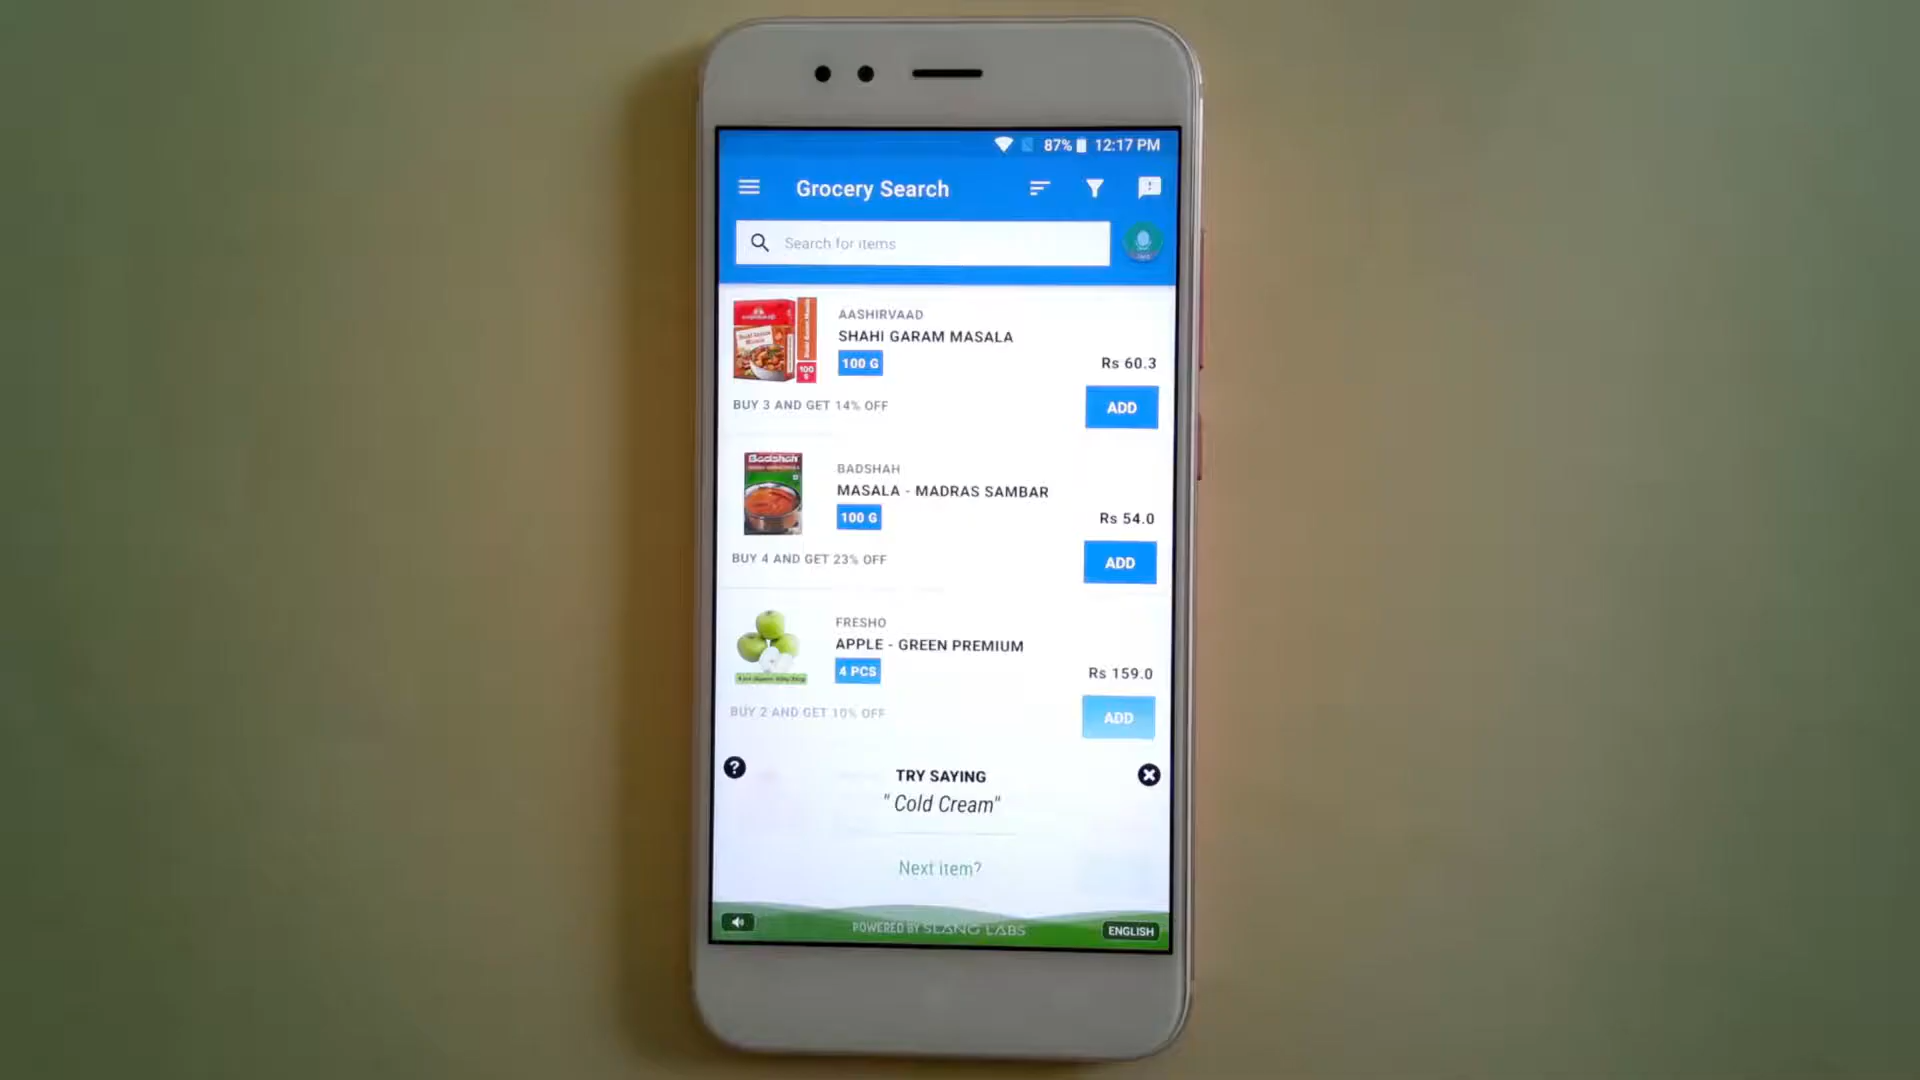 87% 12:17 PM
Grocery Search
Search for items
AASHIRVAAD
SHAHI GARAM MASALA
100 G
Rs 60.3
100 G
BUY 3 AND GET 14% OFF
ADD
Badshah
BADSHAH
MASALA - MADRAS SAMBAR
100 G
Rs 54.0
BUY 4 AND GET 23% OFF
ADD
FRESHO
APPLE - GREEN PREMIUM
4 PCS
Rs 159.0
BUY 2 AND GET 10% OFF
ADD
?
TRY SAYING
" Cold Cream"
Next item?
POWERED BY SLANG LABS
ENGLISH